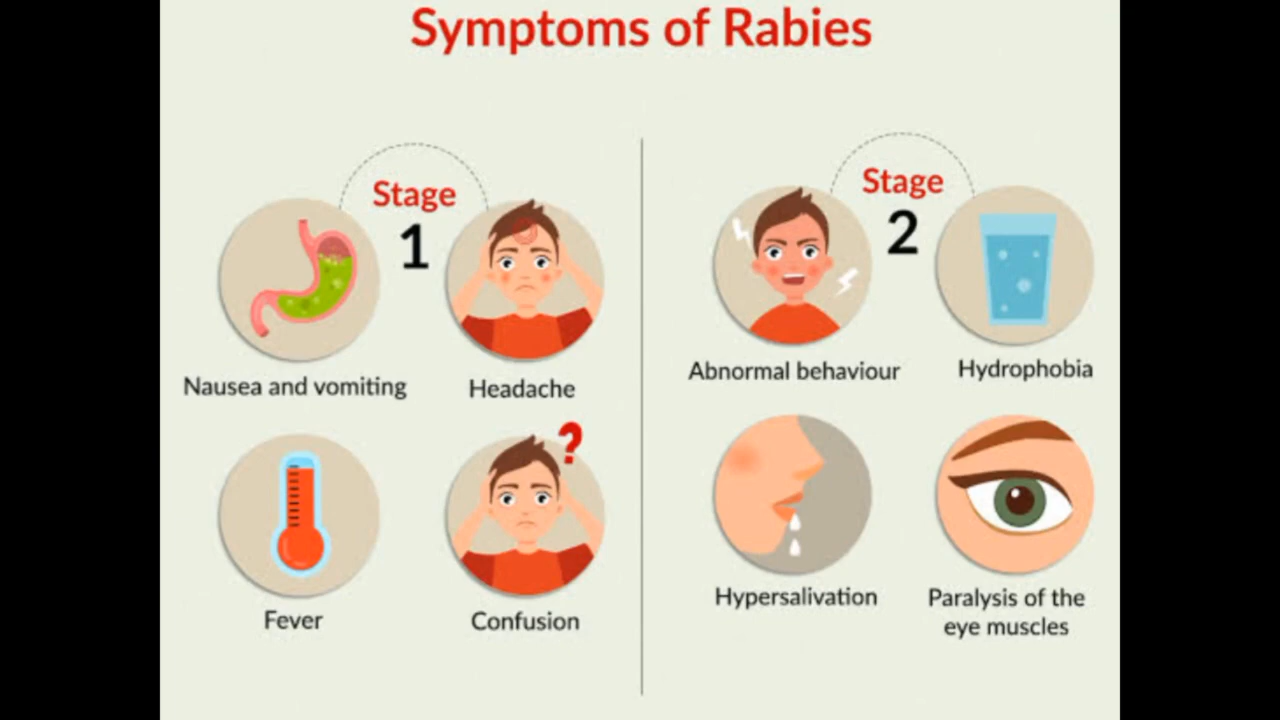 Symptoms of Rabies
Stage
1
Nausea and vomiting
Headache
?
Fever
Confusion
Stage
2
Abnormal behaviour
Hydrophobia
Hypersalivation
Paralysis of the
eye muscles